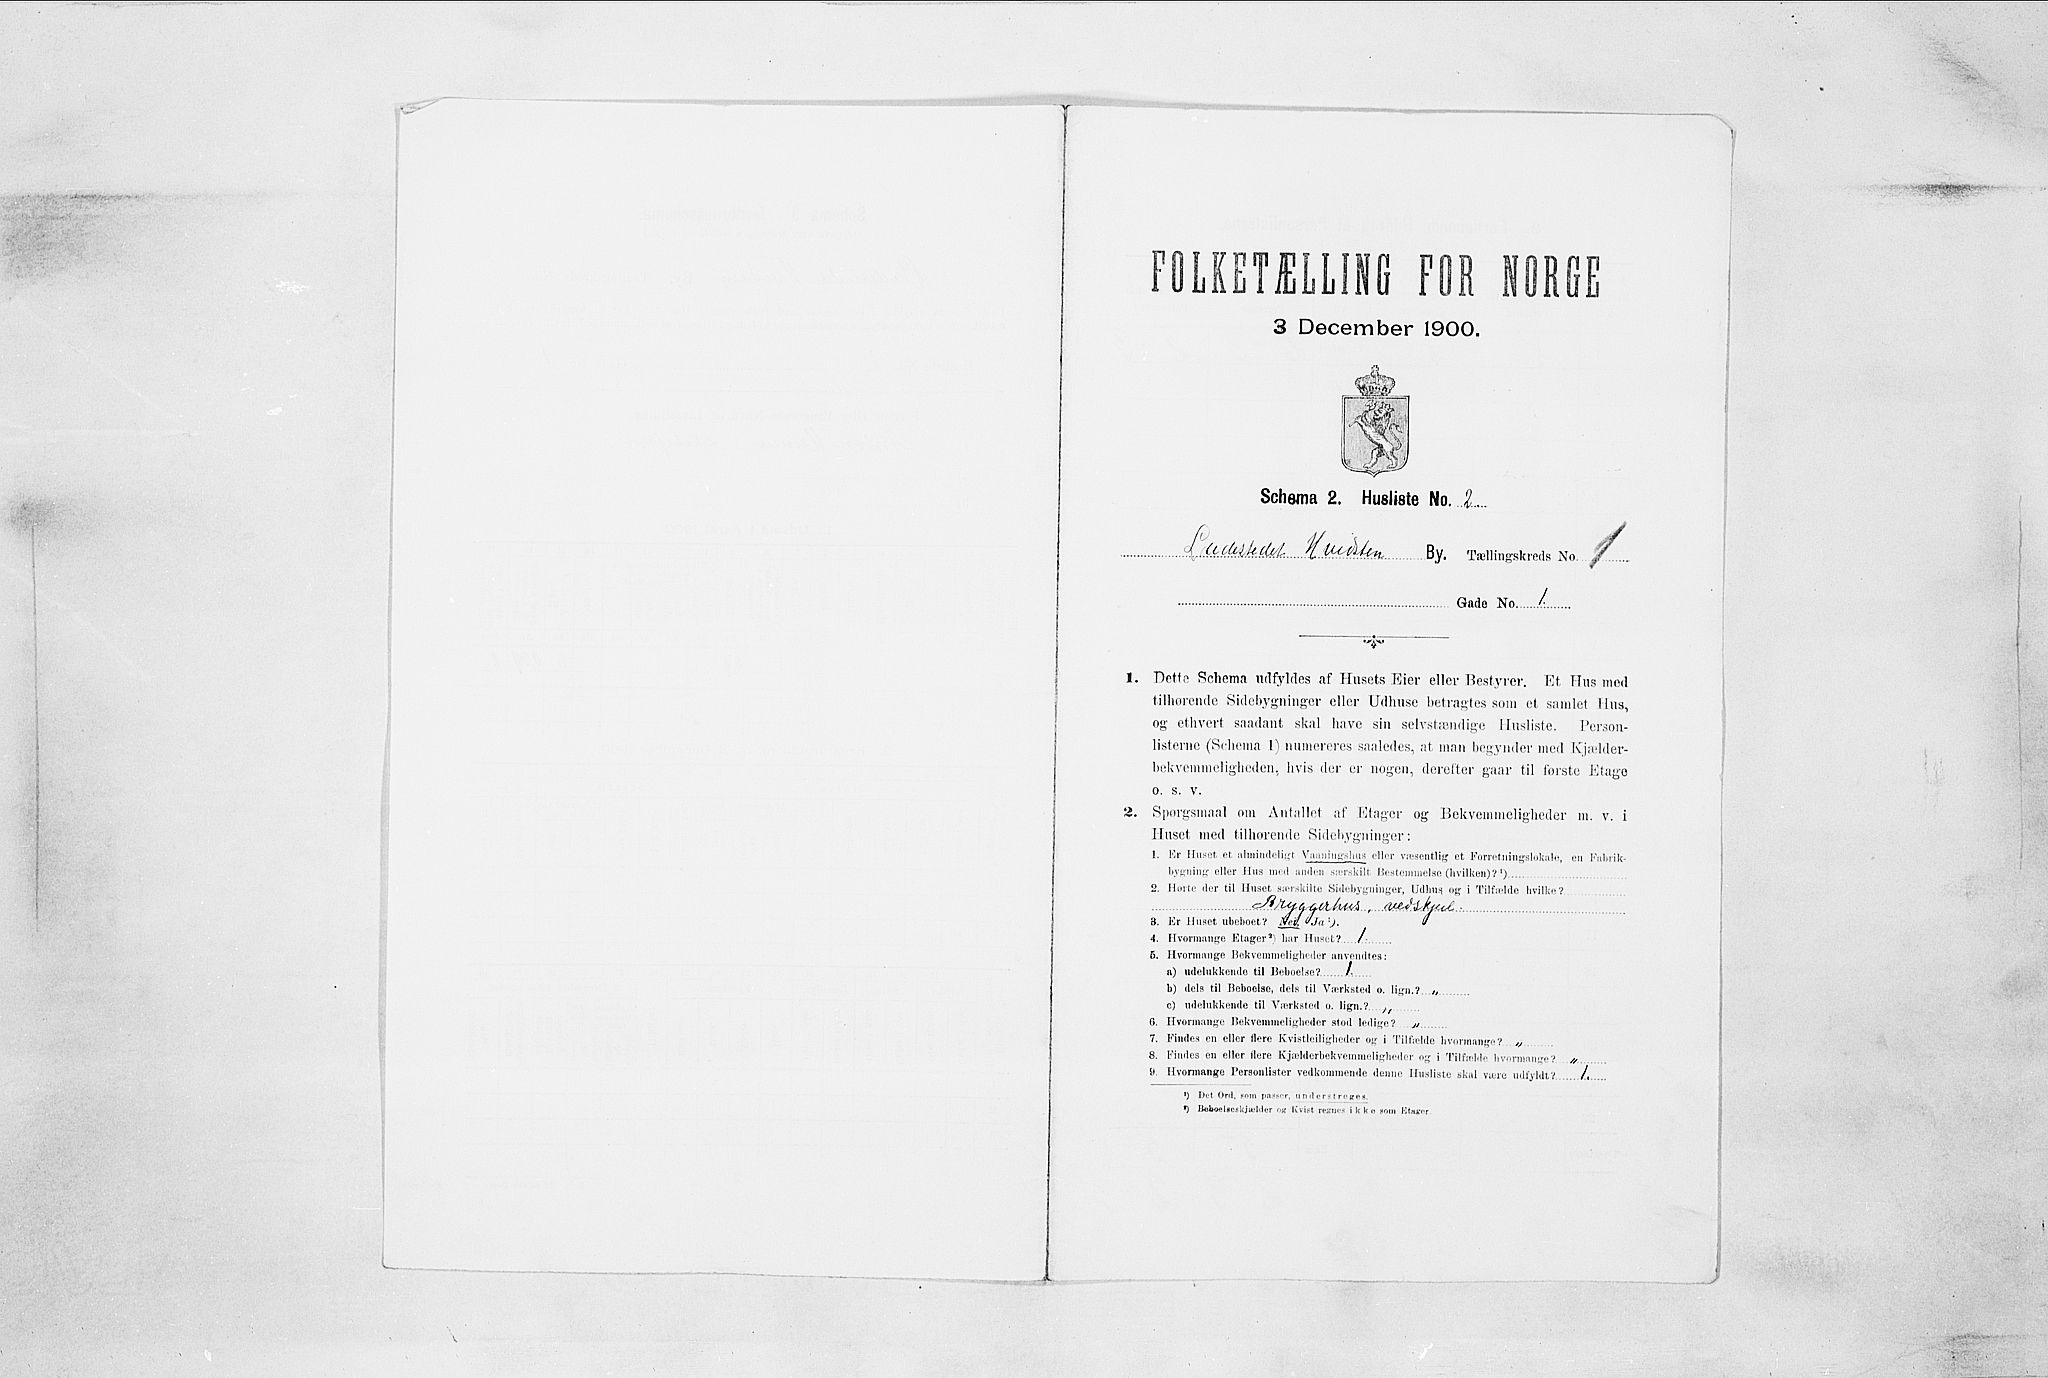 FOLKETÆLLING FOR NORGE
3 December 1900.
Schema 2. Husliste No. 2
Ladestedet Hvidsten By. Tællingskreds No. 1
Gade No. 1.
1. Dette Schema udfyldes af Husets Eier eller Bestyrer. Et Hus med
tilhørende Sidebygninger eller Udhuse betragtes som et samlet Hus,
og ethvert saadant skal have sin selvstændige Husliste. Person-
listerne (Schema 1) numereres saaledes, at man begynder med Kjælder-
bekvemmeligheden, hvis der er nogen, derefter gaar til første Etage
o. s. v.
2. Spørgsmaal om Antallet af Etager og Bekvemmeligheder m. v. i
Huset med tilhørende Sidebygninger:
1. Er Huset et almindeligt Vaaningshus eller væsentlig et Forretningslokale, en Fabrik-
bygning eller Hus med anden særskilt Bestemmelse (hvilken)? ¹)
2. Hørte der til Huset særskilte Sidebygninger, Udhus og i Tilfælde hvilke?
Bryggerhus, vedskjul.
3. Er Huset ubeboet? Nei. Ja ¹).
4. Hvormange Etager ²) har Huset? 1.
5. Hvormange Bekvemmeligheder anvendtes:
a) udelukkende til Beboelse? 1.
b) dels til Beboelse, dels til Værksted o. lign.? "
c) udelukkende til Værksted o. lign.? "
6. Hvormange Bekvemmeligheder stod ledige? "
7. Findes en eller flere Kvistleiligheder og i Tilfælde hvormange? "
8. Findes en eller flere Kjælderbekvemmeligheder og i Tilfælde hvormange? "
9. Hvormange Personlister vedkommende denne Husliste skal være udfyldt? 1.
¹) Det Ord, som passer, understreges.
²) Beboelseskjælder og Kvist regnes ikke som Etager.